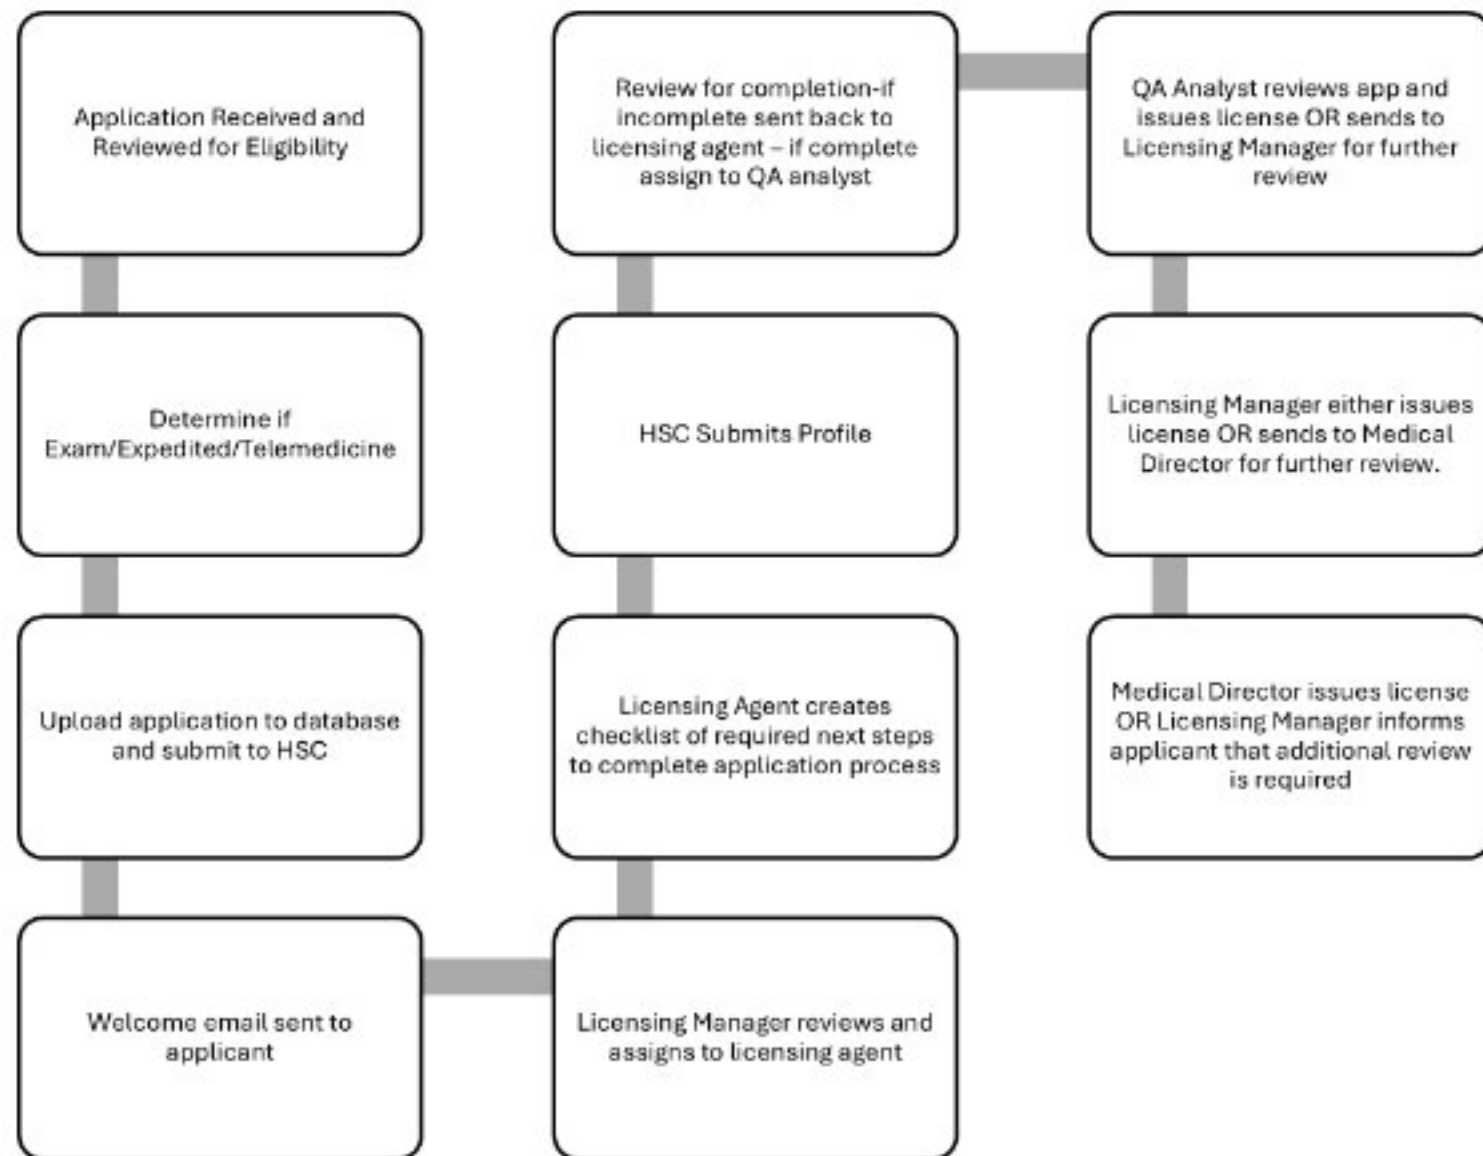 Application Received and
Reviewed for Eligibility
Determine if
Exam/Expedited/Telemedicine
Upload application to database
and submit to HSC
Welcome email sent to
applicant
Licensing Manager reviews and
assigns to licensing agent
Licensing Agent creates
checklist of required next steps
to complete application process
HSC Submits Profile
Review for completion-if
incomplete sent back to
licensing agent – if complete
assign to QA analyst
QA Analyst reviews app and
issues license OR sends to
Licensing Manager for further
review
Licensing Manager either issues
license OR sends to Medical
Director for further review.
Medical Director issues license
OR Licensing Manager informs
applicant that additional review
is required